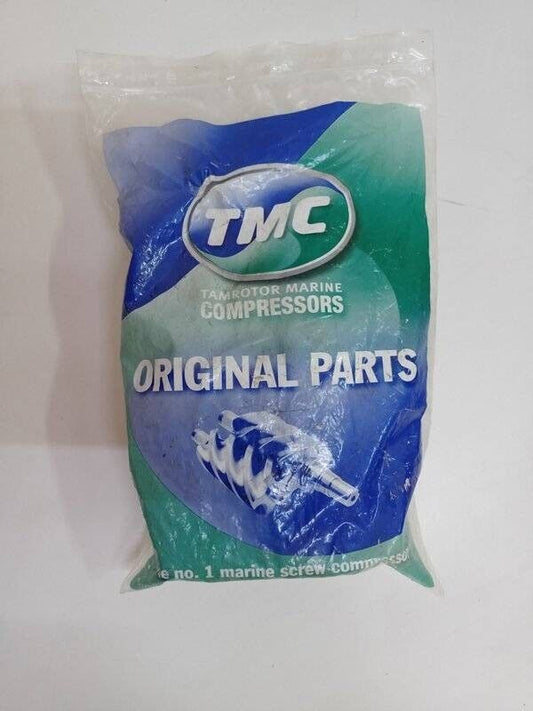 TMC
TAMROTOR MARINE
COMPRESSORS
ORIGINAL PARTS
no. 1 marine screw compressor